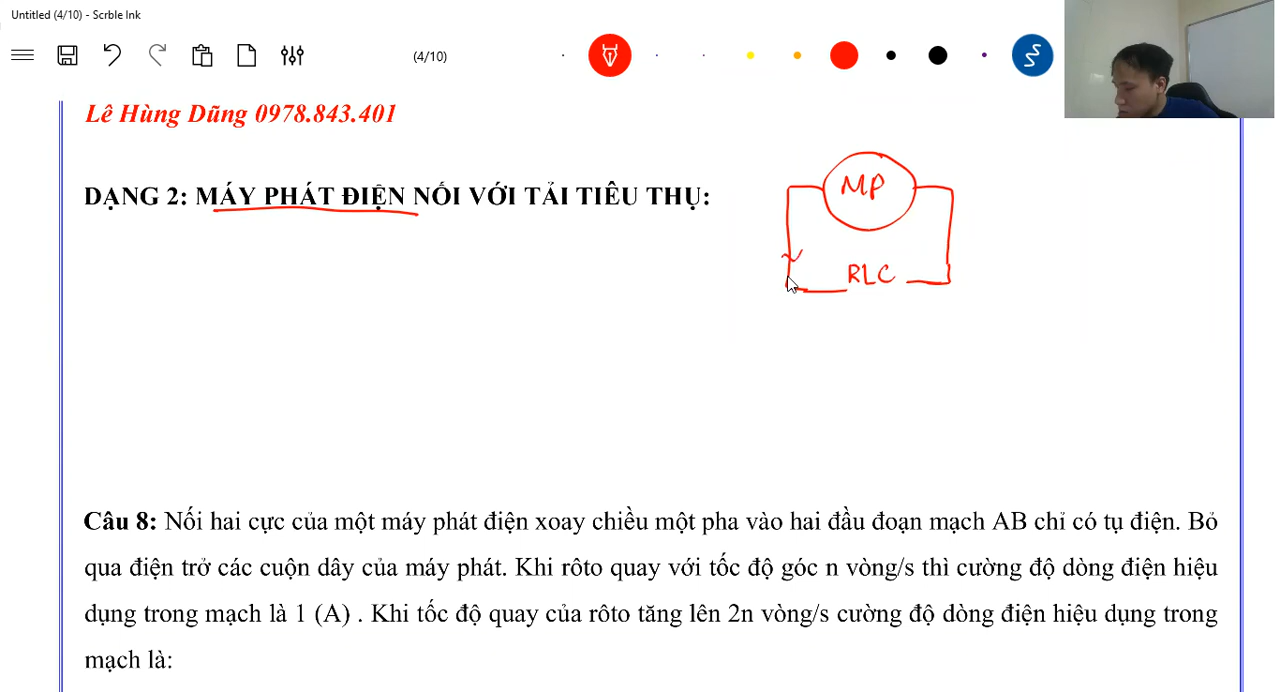 Untitled (4/10) - Scrble Ink
(4/10)
Lê Hùng Dũng 0978.843.401
DẠNG 2: MÁY PHÁT ĐIỆN NỐI VỚI TẢI TIÊU THỤ:
MP
RLC
Câu 8: Nối hai cực của một máy phát điện xoay chiều một pha vào hai đầu đoạn mạch AB chỉ có tụ điện. Bỏ
qua điện trở các cuộn dây của máy phát. Khi rôto quay với tốc độ góc n vòng/s thì cường độ dòng điện hiệu
dụng trong mạch là 1 (A) . Khi tốc độ quay của rôto tăng lên 2n vòng/s cường độ dòng điện hiệu dụng trong
mạch là: